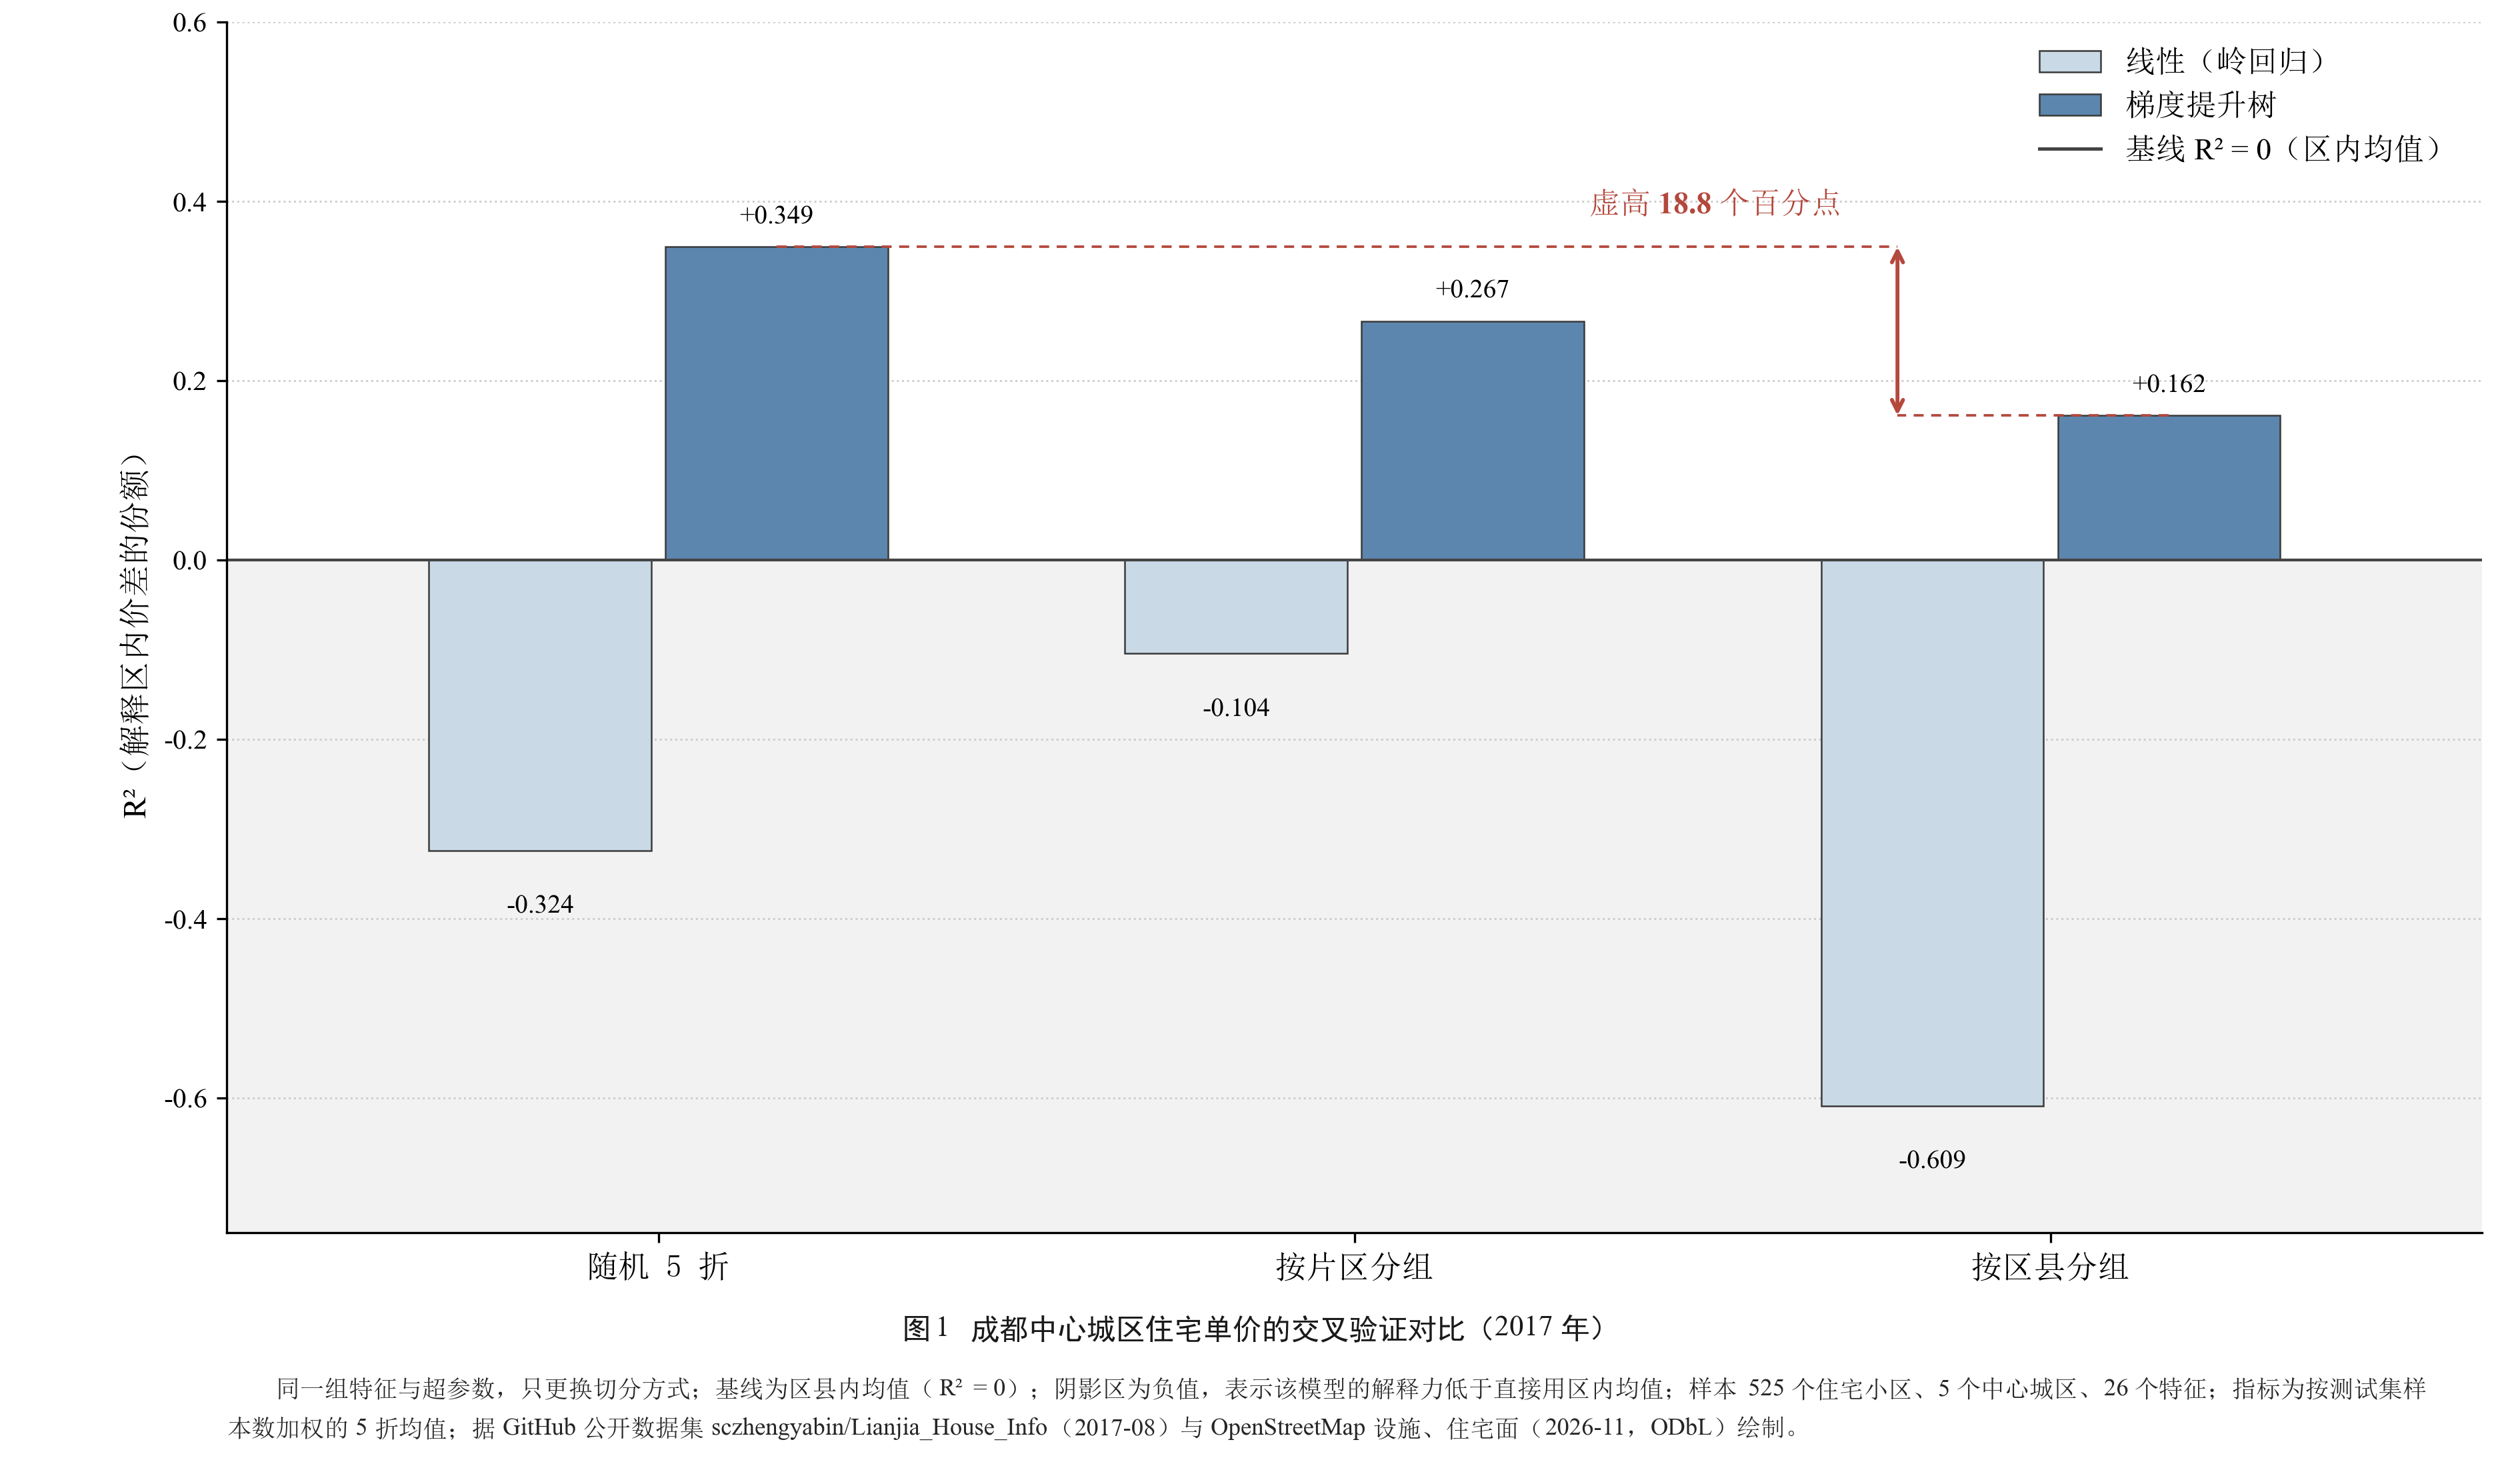 0.6
0.4
0.2
0.0
-0.2
-0.4
-0.6
R²（解释区内价差的份额）
线性（岭回归）
梯度提升树
基线 R² = 0（区内均值）
虚高 18.8 个百分点
+0.349
+0.267
+0.162
-0.324
-0.104
-0.609
随机 5 折
按片区分组
按区县分组
图1 成都中心城区住宅单价的交叉验证对比（2017 年）
同一组特征与超参数，只更换切分方式；基线为区县内均值（R² = 0）；阴影区为负值，表示该模型的解释力低于直接用区内均值；样本 525 个住宅小区、5 个中心城区、26 个特征；指标为按测试集样
本数加权的 5 折均值；据 GitHub 公开数据集 sczhengyabin/Lianjia_House_Info（2017-08）与 OpenStreetMap 设施、住宅面（2026-11，ODbL）绘制。